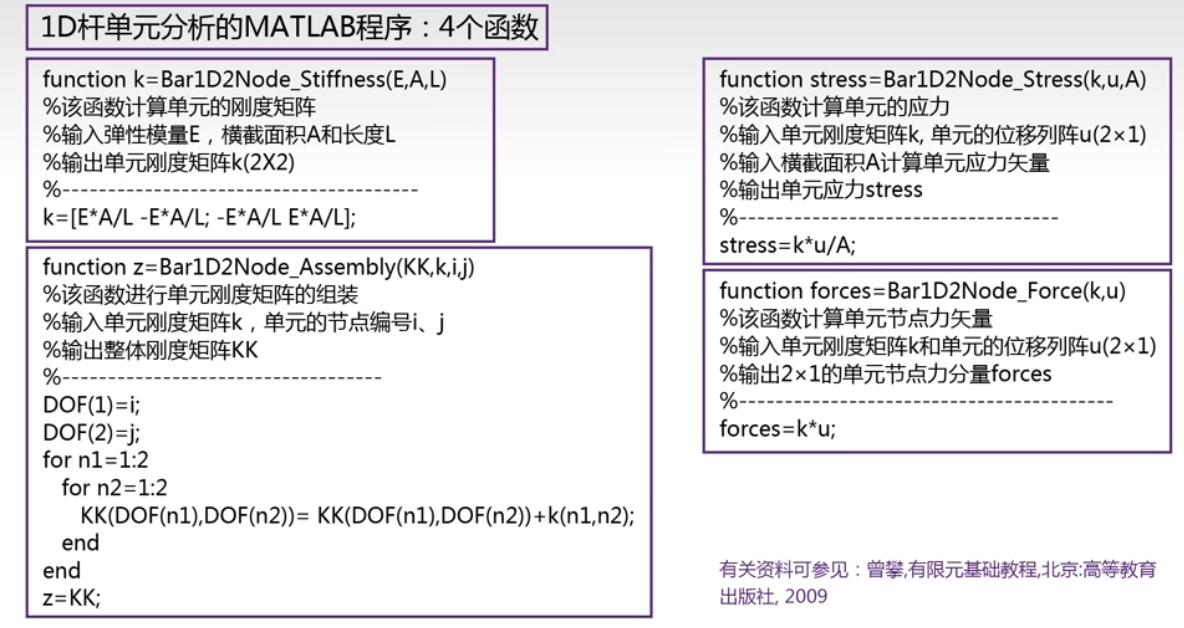 1D杆单元分析的MATLAB程序：4个函数
function k=Bar1D2Node_Stiffness(E,A,L)
%该函数计算单元的刚度矩阵
%输入弹性模量E，横截面积A和长度L
%输出单元刚度矩阵k(2X2)
%---------------------------------------
k=[E*A/L -E*A/L; -E*A/L E*A/L];
function z=Bar1D2Node_Assembly(KK,k,i,j)
%该函数进行单元刚度矩阵的组装
%输入单元刚度矩阵k，单元的节点编号i、j
%输出整体刚度矩阵KK
%-----------------------------------
DOF(1)=i;
DOF(2)=j;
for n1=1:2
for n2=1:2
KK(DOF(n1),DOF(n2))= KK(DOF(n1),DOF(n2))+k(n1,n2);
end
end
z=KK;
function stress=Bar1D2Node_Stress(k,u,A)
%该函数计算单元的应力
%输入单元刚度矩阵k, 单元的位移列阵u(2×1)
%输入横截面积A计算单元应力矢量
%输出单元应力stress
%-----------------------------------
stress=k*u/A;
function forces=Bar1D2Node_Force(k,u)
%该函数计算单元节点力矢量
%输入单元刚度矩阵k和单元的位移列阵u(2×1)
%输出2×1的单元节点力分量forces
%-----------------------------------------
forces=k*u;
有关资料可参见：曾攀,有限元基础教程,北京:高等教育
出版社, 2009